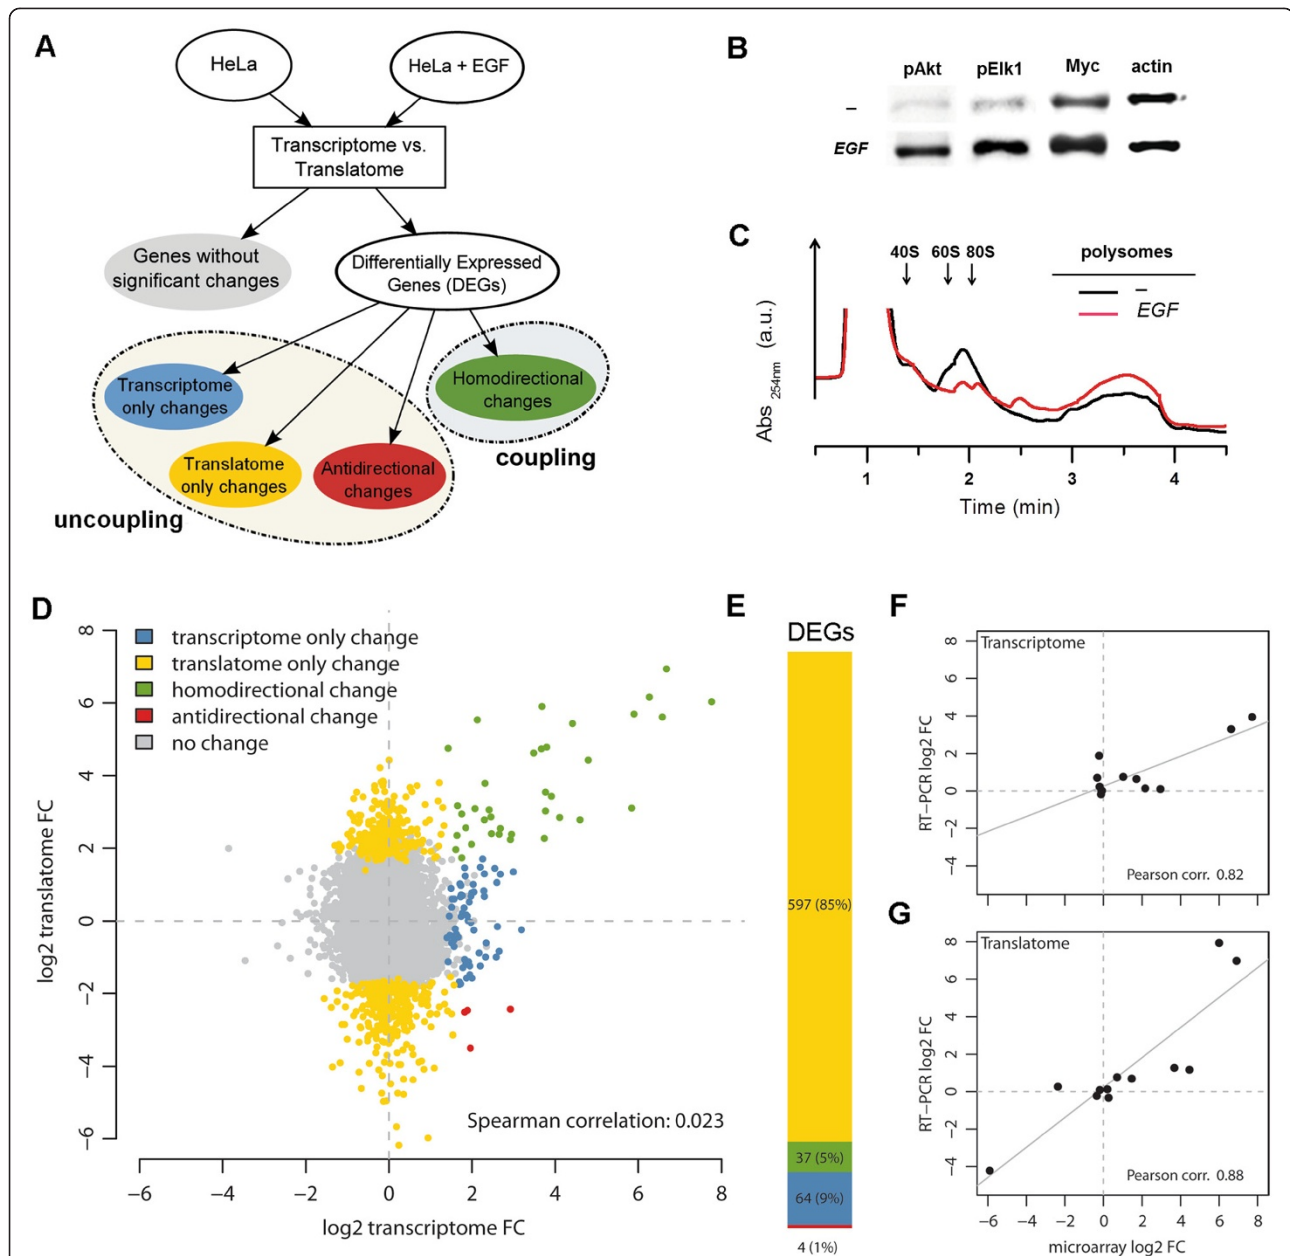 A
HeLa
HeLa + EGF
Transcriptome vs.
Translatome
Genes without
significant changes
Differentially Expressed
Genes (DEGs)
Transcriptome
only changes
Translatome
only changes
Antidirectional
changes
Homodirectional
changes
coupling
uncoupling
B
pAkt pElk1 Myc actin
–
EGF
C
40S 60S 80S polysomes
–
EGF
Abs 254nm (a.u.)
1 2 3 4
Time (min)
D
transcriptome only change
translatome only change
homodirectional change
antidirectional change
no change
8
6
4
2
0
−2
−4
−6
log2 translatome FC
Spearman correlation: 0.023
−6 −4 −2 0 2 4 6 8
log2 transcriptome FC
E
DEGs
597 (85%)
37 (5%)
64 (9%)
4 (1%)
F
Transcriptome
8
6
4
2
0
−2
−4
RT−PCR log2 FC
Pearson corr. 0.82
G
Translatome
8
6
4
2
0
−2
−4
RT−PCR log2 FC
Pearson corr. 0.88
−6 −4 −2 0 2 4 6 8
microarray log2 FC